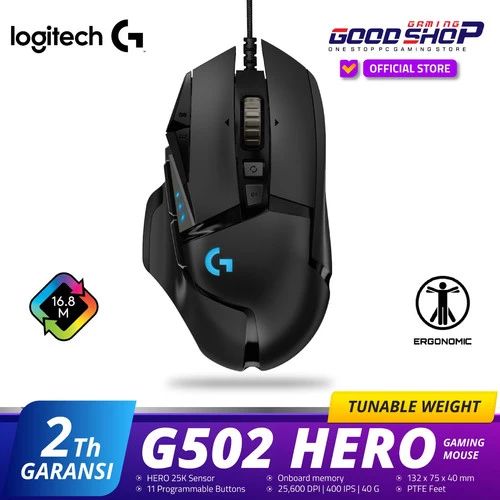 logitech G
GAMING
GOODSHOP
ONE STOP PC GAMING STORE
OFFICIAL STORE
G
16.8
M
ERGONOMIC
TUNABLE WEIGHT
2Th
GARANSI
G502 HERO
GAMING
MOUSE
• HERO 25K Sensor
• 11 Programmable Buttons
• Onboard memory
• 25,600 DPI | 400 IPS | 40 G
• 132 x 75 x 40 mm
• PTFE Feet